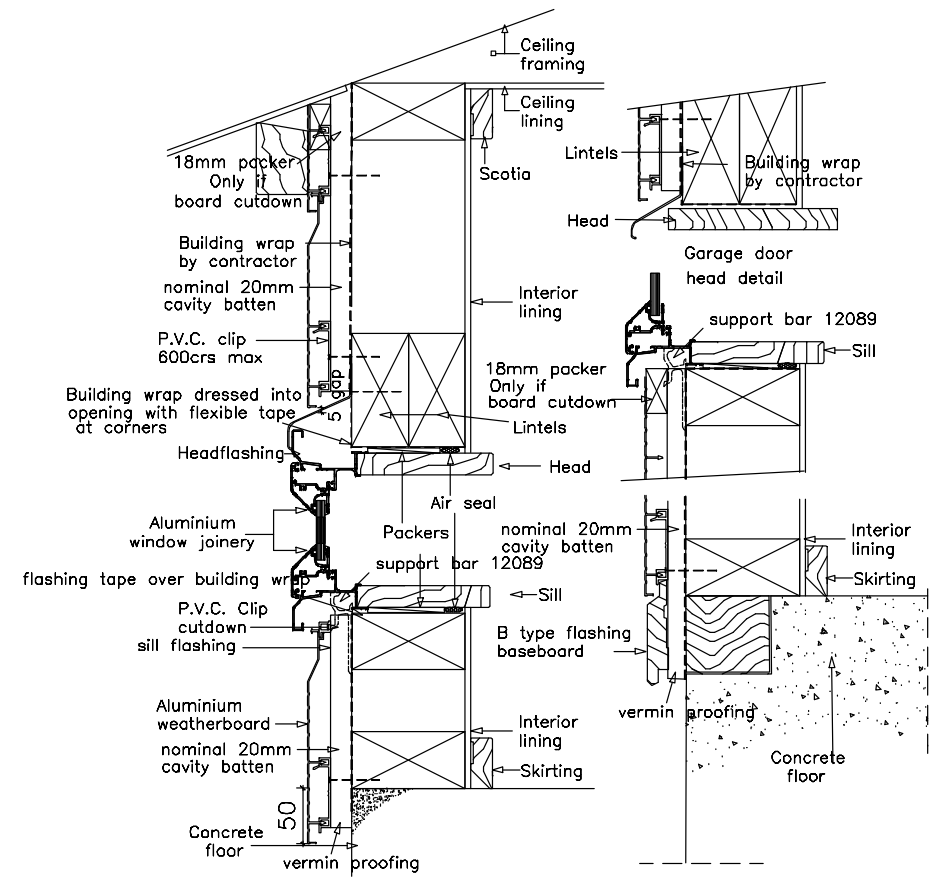 Ceiling
framing
Ceiling
lining
18mm packer
Only if
board cutdown
Scotia
Building wrap
by contractor
nominal 20mm
cavity batten
Interior
lining
P.V.C. clip
600crs max
5 gap
Building wrap dressed into
opening with flexible tape
at corners
Lintels
Headflashing
Head
Air seal
Packers
Aluminium
window joinery
support bar 12089
flashing tape over building wrap
Sill
P.V.C. Clip
cutdown
sill flashing
Aluminium
weatherboard
Interior
lining
nominal 20mm
cavity batten
Skirting
50
Concrete
floor
vermin proofing
Lintels
Building wrap
by contractor
Head
Garage door
head detail
support bar 12089
Sill
18mm packer
Only if
board cutdown
nominal 20mm
cavity batten
Interior
lining
Skirting
B type flashing
baseboard
vermin proofing
Concrete
floor